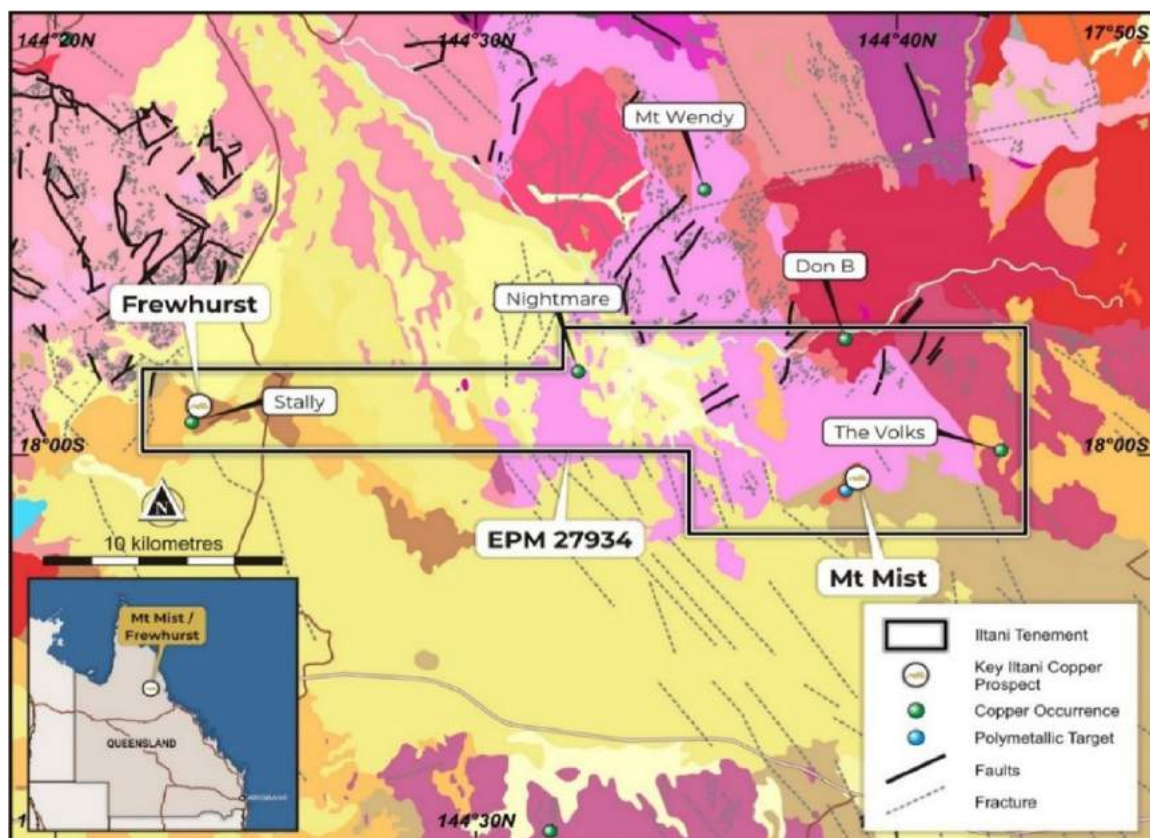 144°20N
144°30N
144°40N
17°50S
Mt Wendy
Don B
Nightmare
Frewhurst
Stally
The Volks
18°00S
18°00S
EPM 27934
Mt Mist
N
10 kilometres
Mt Mist /
Frewhurst
QUEENSLAND
BRISBANE
Iltani Tenement
Key Iltani Copper
Prospect
Copper Occurrence
Polymetallic Target
Faults
Fracture
144°30N